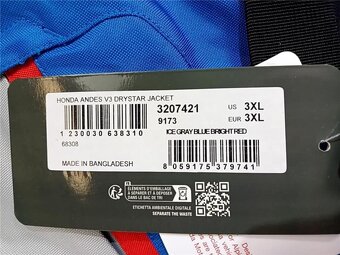 HONDA ANDES V3 DRYSTAR JACKET
3207421
US 3XL
9173
EUR 3XL
1 230030 638310
ICE GRAY BLUE BRIGHT RED
68308
MADE IN BANGLADESH
8 059175 379741
ÉLÉMENTS D'EMBALLAGE
À SÉPARER ET À DÉPOSER
DANS LE BAC DE TRI
ETICHETTA AMBIENTALE DIGITALE
SEPARATE THE WASTE